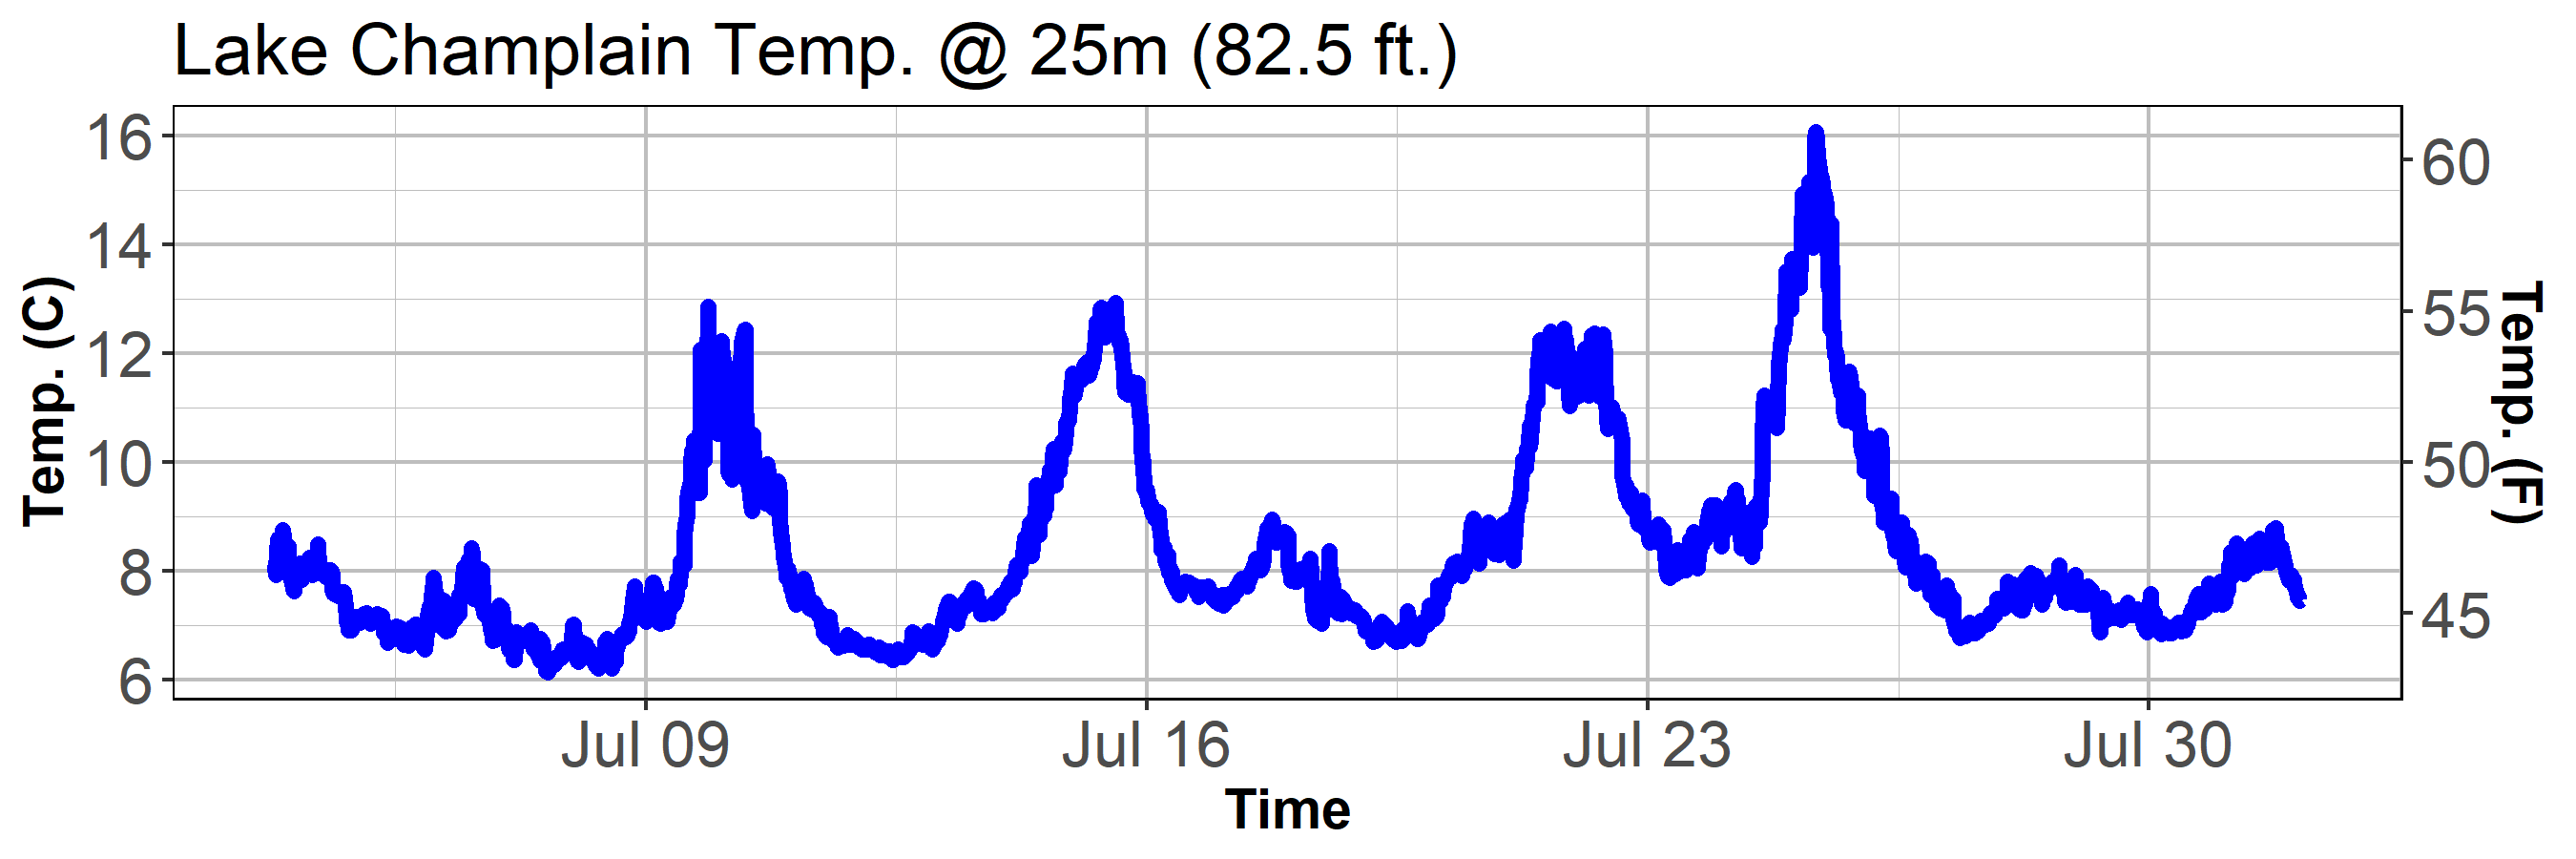 Lake Champlain Temp. @ 25m (82.5 ft.)
Temp. (C)
16
14
12
10
8
6
60
55
50
45
Temp. (F)
Jul 09 Jul 16 Jul 23 Jul 30
Time